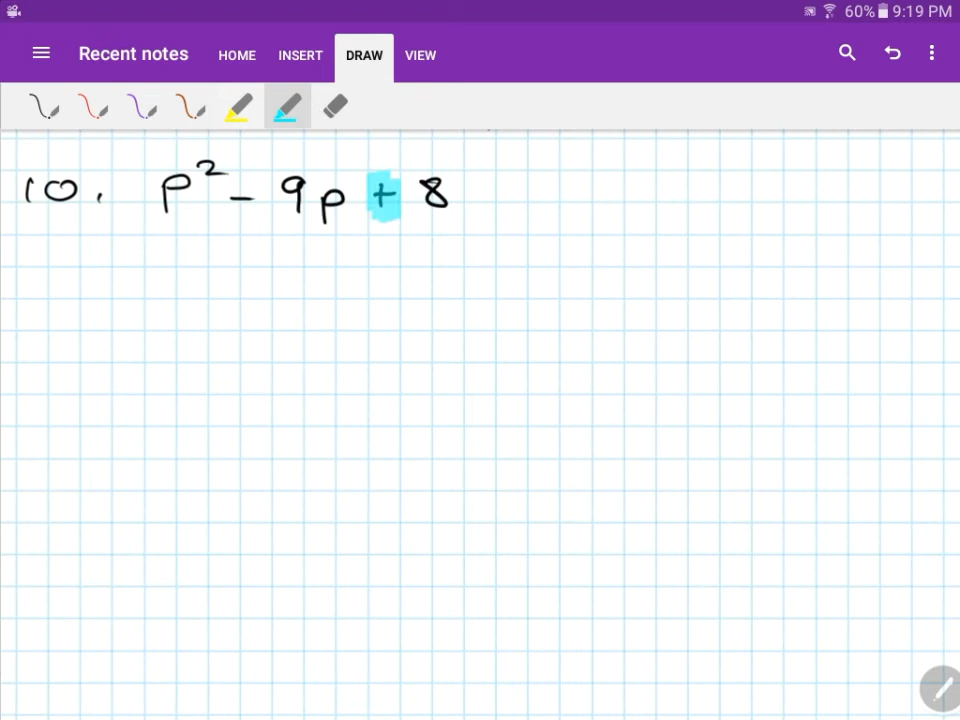 60% 9:19 PM
Recent notes HOME INSERT DRAW VIEW
10. p² - 9p + 8